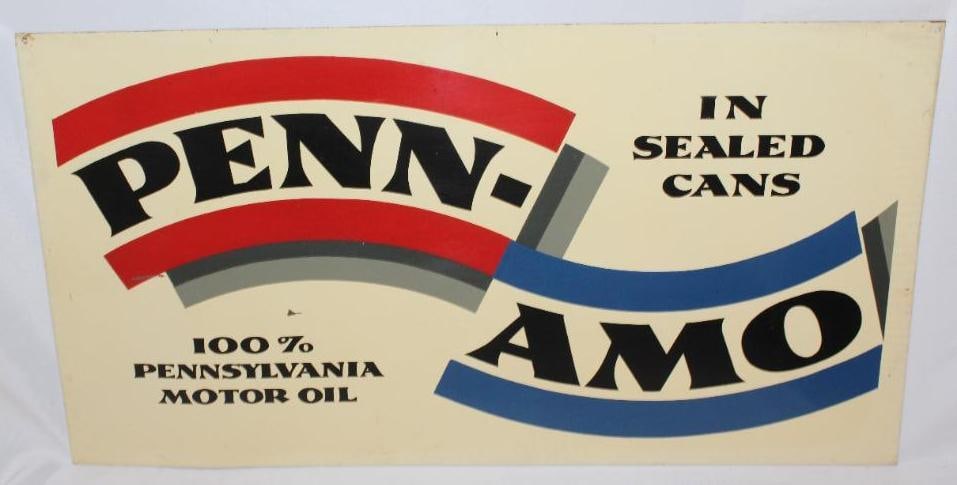 PENN-
AMO
IN
SEALED
CANS
100%
PENNSYLVANIA
MOTOR OIL